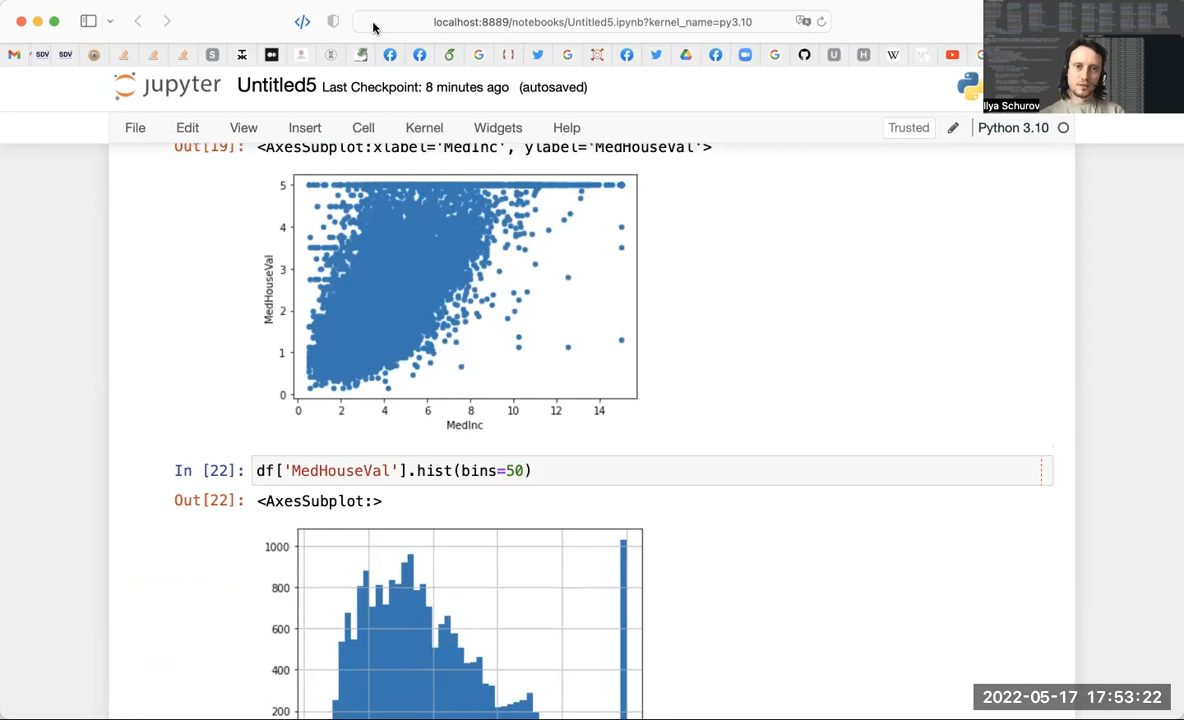 localhost:8889/notebooks/Untitled5.ipynb?kernel_name=py3.10
SDV
SDV
Ilya Schurov
jupyter Untitled5 Last Checkpoint: 8 minutes ago (autosaved)
File Edit View Insert Cell Kernel Widgets Help
Trusted
Python 3.10
Out[19]: <AxesSubplot:xlabel='MedInc', ylabel='MedHouseVal'>
5
4
3
2
1
0
MedHouseVal
0 2 4 6 8 10 12 14
MedInc
In [22]: df['MedHouseVal'].hist(bins=50)
Out[22]: <AxesSubplot:>
1000
800
600
400
200
2022-05-17 17:53:22